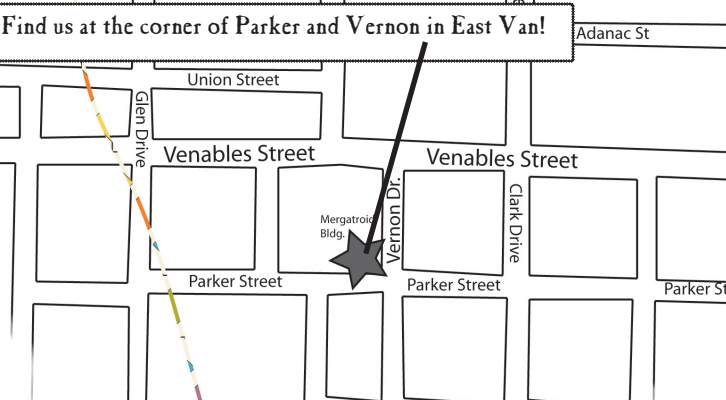 Find us at the corner of Parker and Vernon in East Van!
Adanac St
Union Street
Glen Drive
Venables Street
Venables Street
Mergatroid
Bldg.
Vernon Dr.
Clark Drive
Parker Street
Parker Street
Parker St